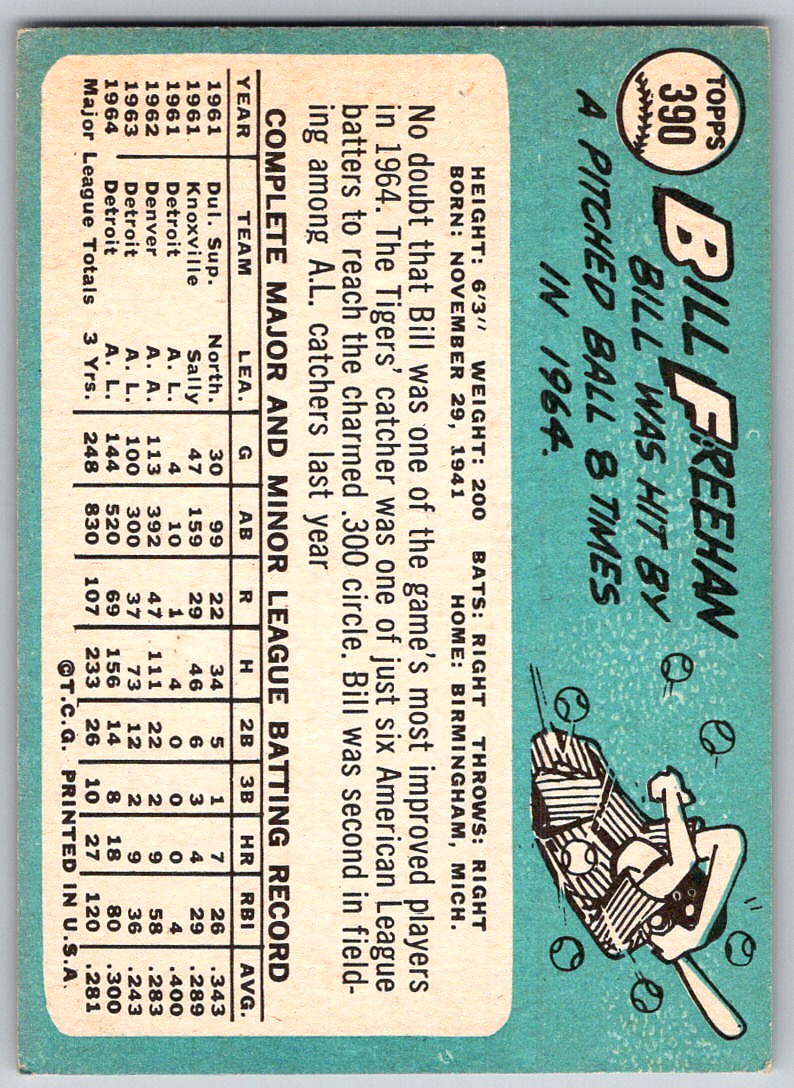 TOPPS
390
BILL FREEHAN
BILL WAS HIT BY
A PITCHED BALL 8 TIMES
IN 1964.
HEIGHT: 6'3" WEIGHT: 200 BATS: RIGHT THROWS: RIGHT
BORN: NOVEMBER 29, 1941 HOME: BIRMINGHAM, MICH.
No doubt that Bill was one of the game's most improved players
in 1964. The Tigers' catcher was one of just six American League
batters to reach the charmed .300 circle. Bill was second in field-
ing among A.L. catchers last year
COMPLETE MAJOR AND MINOR LEAGUE BATTING RECORD
YEAR TEAM LEA. G AB R H 2B 3B HR RBI AVG.
1961 Dul. Sup. North. 30 99 22 34 5 1 7 26 .343
1961 Knoxville Sally 47 159 29 46 6 3 4 29 .289
1961 Detroit A. L. 4 10 1 4 0 0 0 4 .400
1962 Denver A. A. 113 392 47 111 22 2 9 58 .283
1963 Detroit A. L. 100 300 37 73 12 2 9 36 .243
1964 Detroit A. L. 144 520 69 156 14 8 18 80 .300
Major League Totals 3 Yrs. 248 830 107 233 26 10 27 120 .281
©T.C.G. PRINTED IN U.S.A.